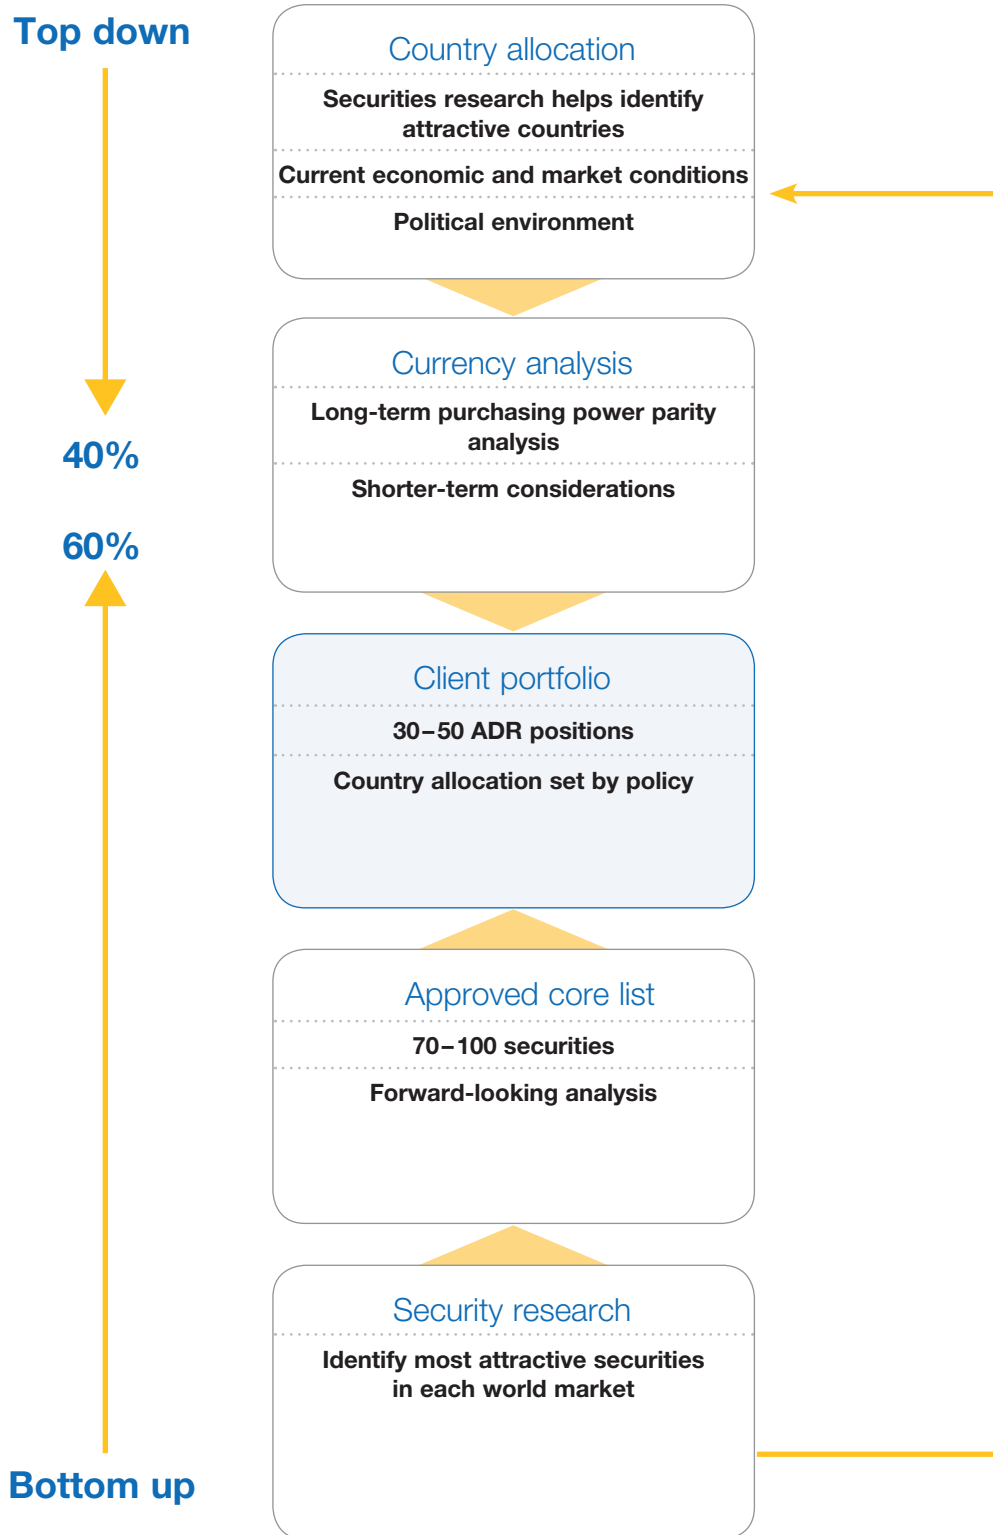 Top down
Country allocation
Securities research helps identify
attractive countries
Current economic and market conditions
Political environment
Currency analysis
Long-term purchasing power parity
analysis
Shorter-term considerations
40%
60%
Client portfolio
30–50 ADR positions
Country allocation set by policy
Approved core list
70–100 securities
Forward-looking analysis
Security research
Identify most attractive securities
in each world market
Bottom up